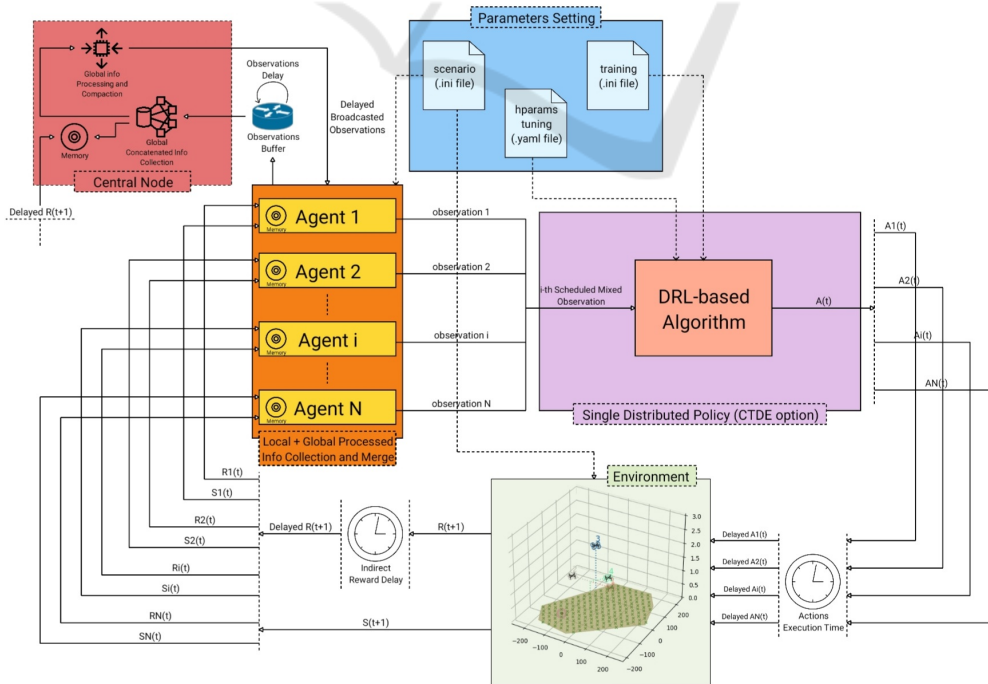 Parameters Setting
scenario
(.ini file)
hparams
tuning
(.yaml file)
training
(.ini file)
Global info
Processing and
Compaction
Memory
Global
Concatenated Info
Collection
Central Node
Observations
Delay
Observations
Buffer
Delayed
Broadcasted
Observations
Delayed R(t+1)
Agent 1
Memory
Agent 2
Memory
Agent i
Memory
Agent N
Memory
Local + Global Processed
Info Collection and Merge
observation 1
observation 2
observation i
observation N
i-th Scheduled Mixed
Observation
DRL-based
Algorithm
A(t)
Single Distributed Policy (CTDE option)
A1(t)
A2(t)
Ai(t)
AN(t)
R1(t)
S1(t)
R2(t)
S2(t)
Ri(t)
Si(t)
RN(t)
SN(t)
Delayed R(t+1)
Indirect
Reward Delay
R(t+1)
S(t+1)
Environment
3.0
2.5
2.0
1.5
1.0
0.5
0.0
200
100
0
-100
-200
-200
-100
0
100
200
Delayed A1(t)
Delayed A2(t)
Delayed Ai(t)
Delayed AN(t)
Actions
Execution Time